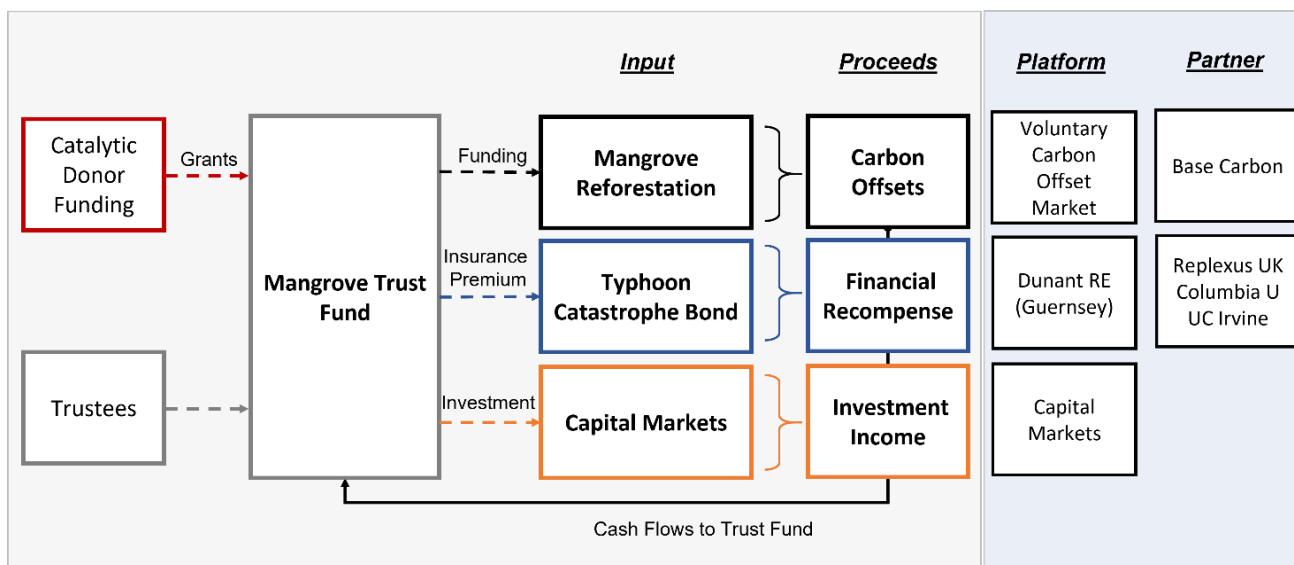 Input
Proceeds
Platform
Partner
Catalytic
Donor
Funding
Grants
Mangrove Trust
Fund
Trustees
Funding
Mangrove
Reforestation
Carbon
Offsets
Voluntary
Carbon
Offset
Market
Base Carbon
Insurance
Premium
Typhoon
Catastrophe Bond
Financial
Recompense
Dunant RE
(Guernsey)
Replexus UK
Columbia U
UC Irvine
Investment
Capital Markets
Investment
Income
Capital
Markets
Cash Flows to Trust Fund